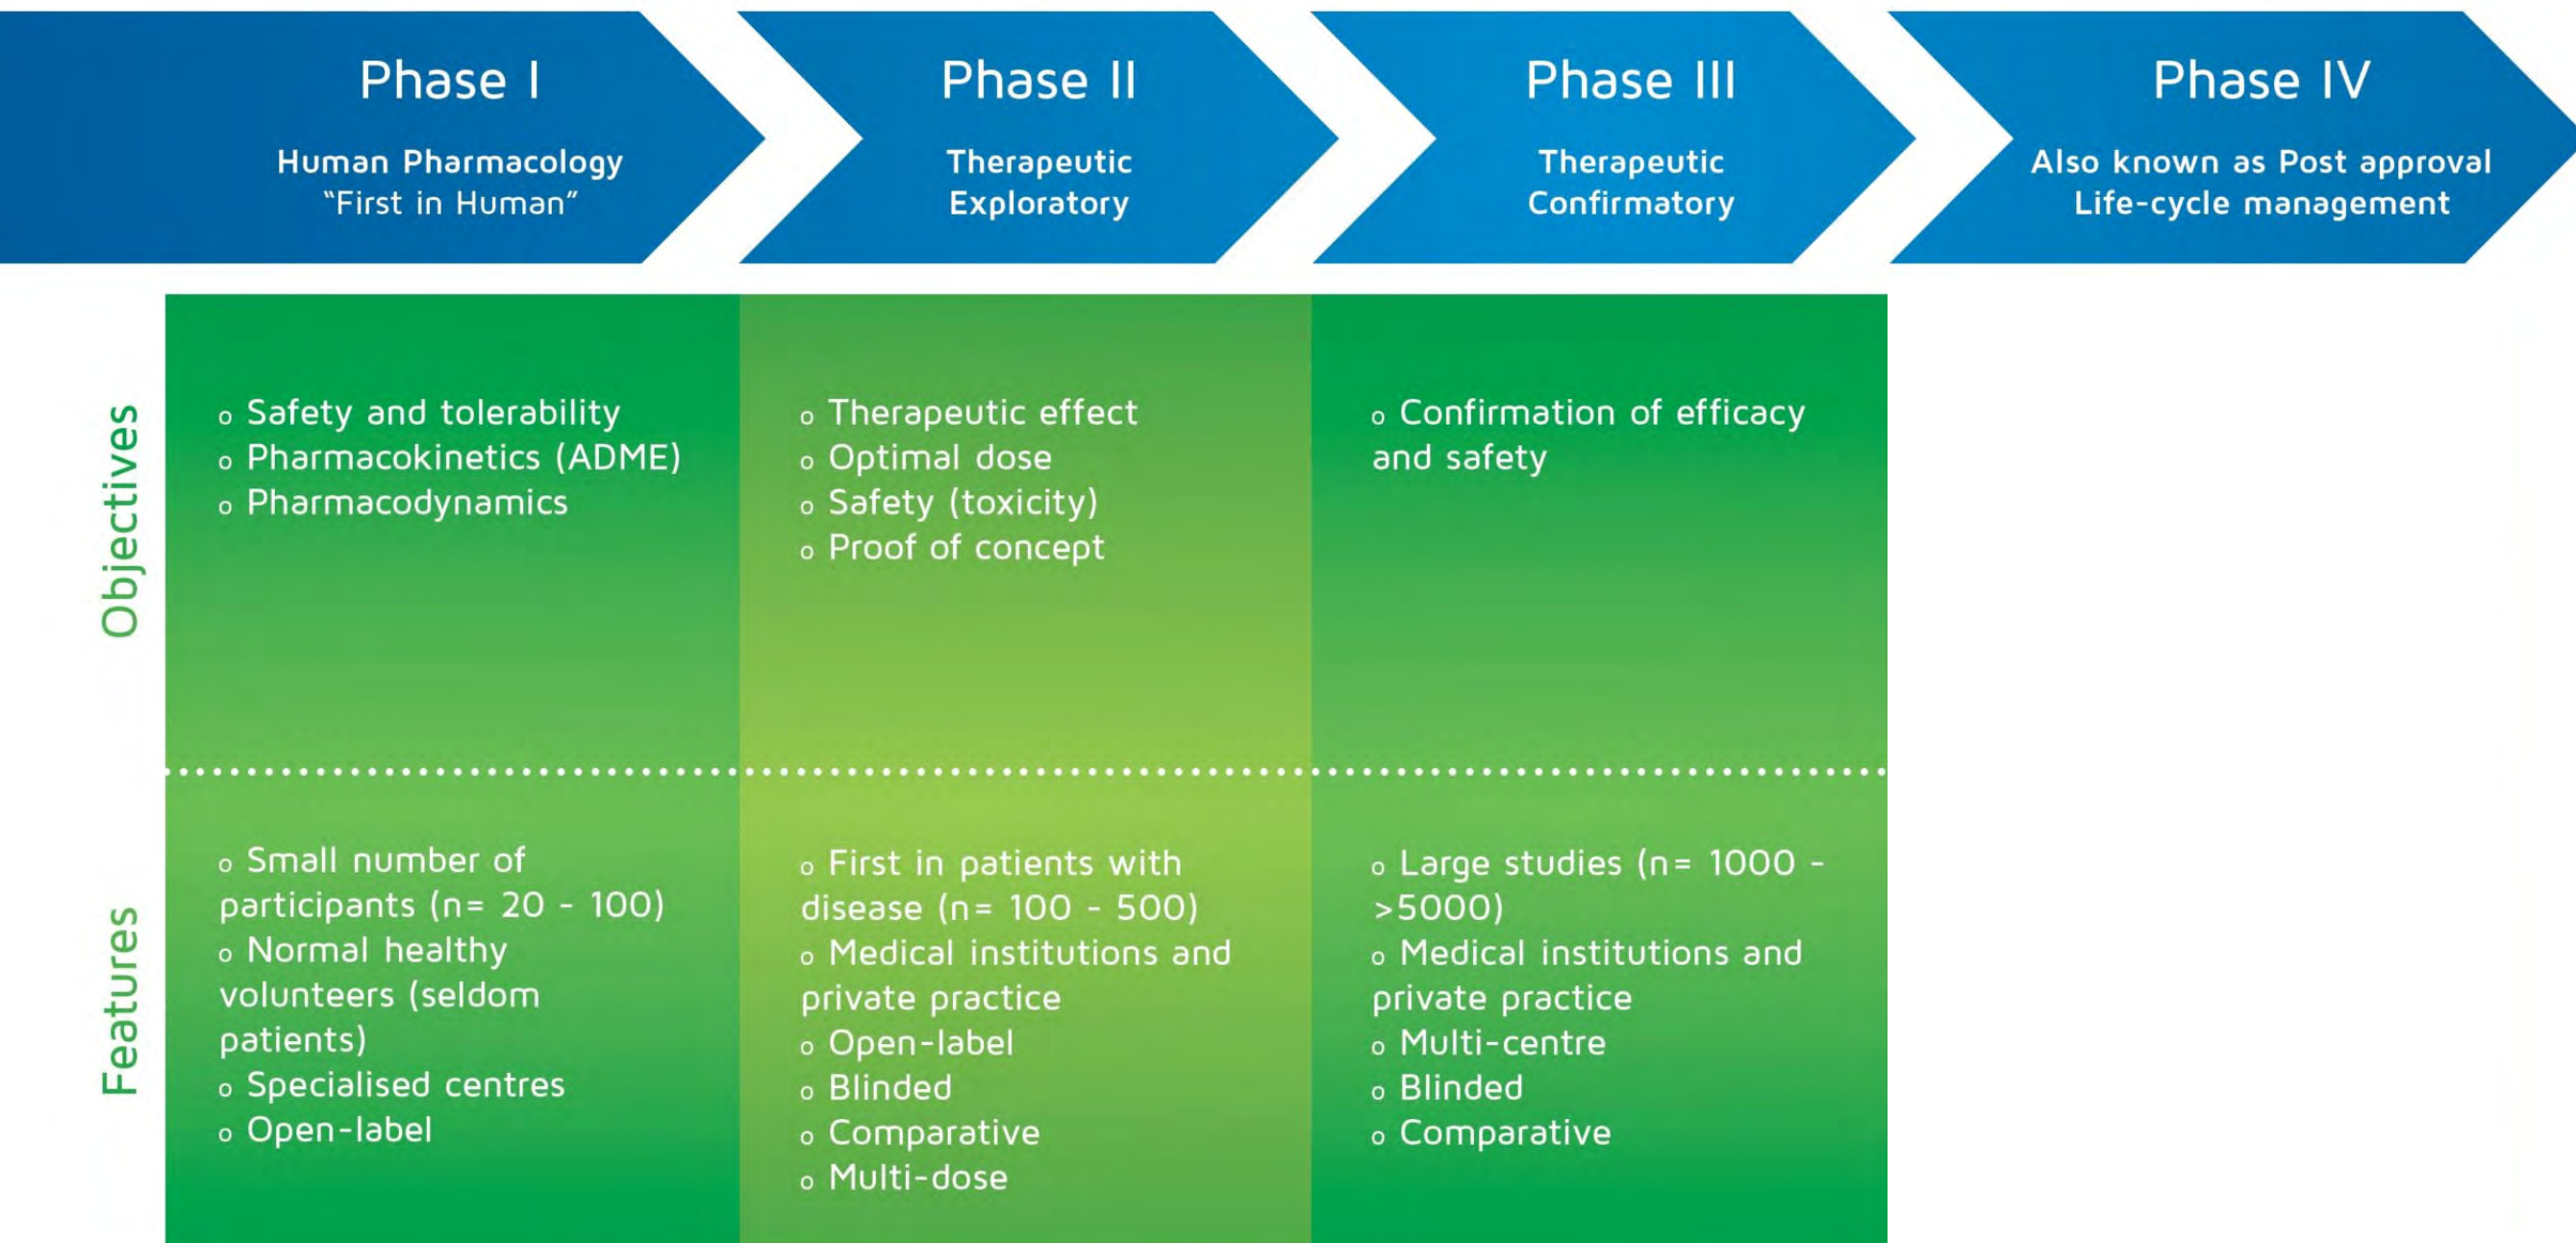 Phase I
Human Pharmacology
“First in Human”
Phase II
Therapeutic
Exploratory
Phase III
Therapeutic
Confirmatory
Phase IV
Also known as Post approval
Life-cycle management
Objectives
o Safety and tolerability
o Pharmacokinetics (ADME)
o Pharmacodynamics
o Therapeutic effect
o Optimal dose
o Safety (toxicity)
o Proof of concept
o Confirmation of efficacy
and safety
Features
o Small number of
participants (n= 20 - 100)
o Normal healthy
volunteers (seldom
patients)
o Specialised centres
o Open-label
o First in patients with
disease (n= 100 - 500)
o Medical institutions and
private practice
o Open-label
o Blinded
o Comparative
o Multi-dose
o Large studies (n= 1000 -
>5000)
o Medical institutions and
private practice
o Multi-centre
o Blinded
o Comparative